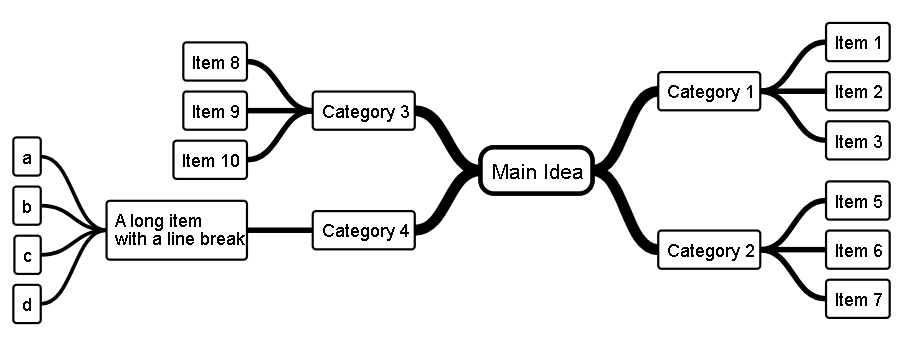 Main Idea
Category 1
Item 1
Item 2
Item 3
Category 2
Item 5
Item 6
Item 7
Category 3
Item 8
Item 9
Item 10
Category 4
A long item
with a line break
a
b
c
d